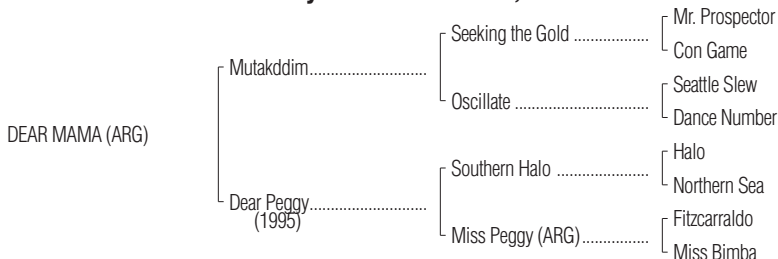 Mr. Prospector
Seeking the Gold ..................
Con Game
Mutakddim............................
Seattle Slew
Oscillate ................................
Dance Number
DEAR MAMA (ARG)
Halo
Southern Halo ......................
Northern Sea
Dear Peggy............................
(1995)
Fitzcarraldo
Miss Peggy (ARG)................
Miss Bimba